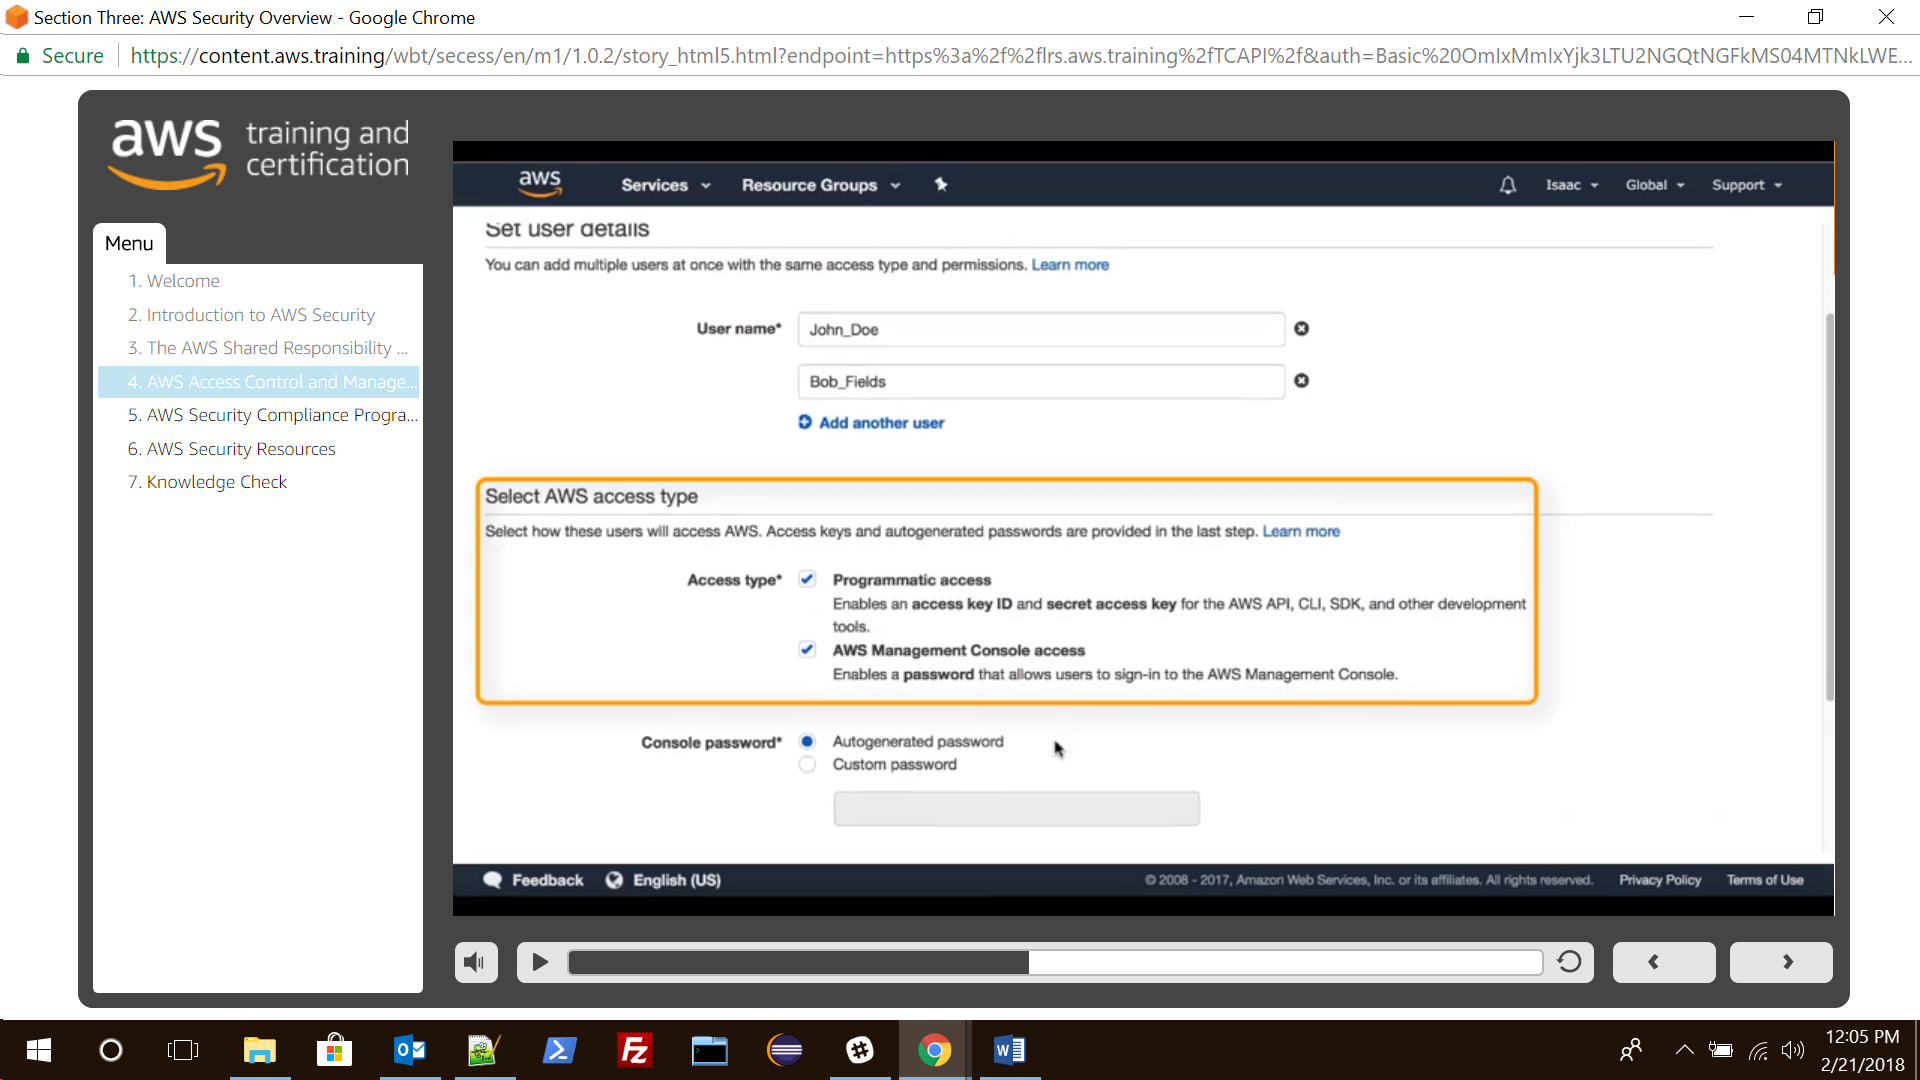 Section Three: AWS Security Overview - Google Chrome
Secure
https://content.aws.training/wbt/secess/en/m1/1.0.2/story_html5.html?endpoint=https%3a%2f%2flrs.aws.training%2fTCAPI%2f&auth=Basic%20OmIxMmIxYjk3LTU2NGQtNGFkMS04MTNkLWE...
aws training and certification
Menu
1. Welcome
2. Introduction to AWS Security
3. The AWS Shared Responsibility ...
4. AWS Access Control and Manage...
5. AWS Security Compliance Progra...
6. AWS Security Resources
7. Knowledge Check
aws Services Resource Groups Isaac Global Support
Set user details
You can add multiple users at once with the same access type and permissions. Learn more
User name* John_Doe
Bob_Fields
Add another user
Select AWS access type
Select how these users will access AWS. Access keys and autogenerated passwords are provided in the last step. Learn more
Access type* Programmatic access
Enables an access key ID and secret access key for the AWS API, CLI, SDK, and other development
tools.
AWS Management Console access
Enables a password that allows users to sign-in to the AWS Management Console.
Console password* Autogenerated password
Custom password
Feedback English (US) © 2008 - 2017, Amazon Web Services, Inc. or its affiliates. All rights reserved. Privacy Policy Terms of Use
12:05 PM
2/21/2018